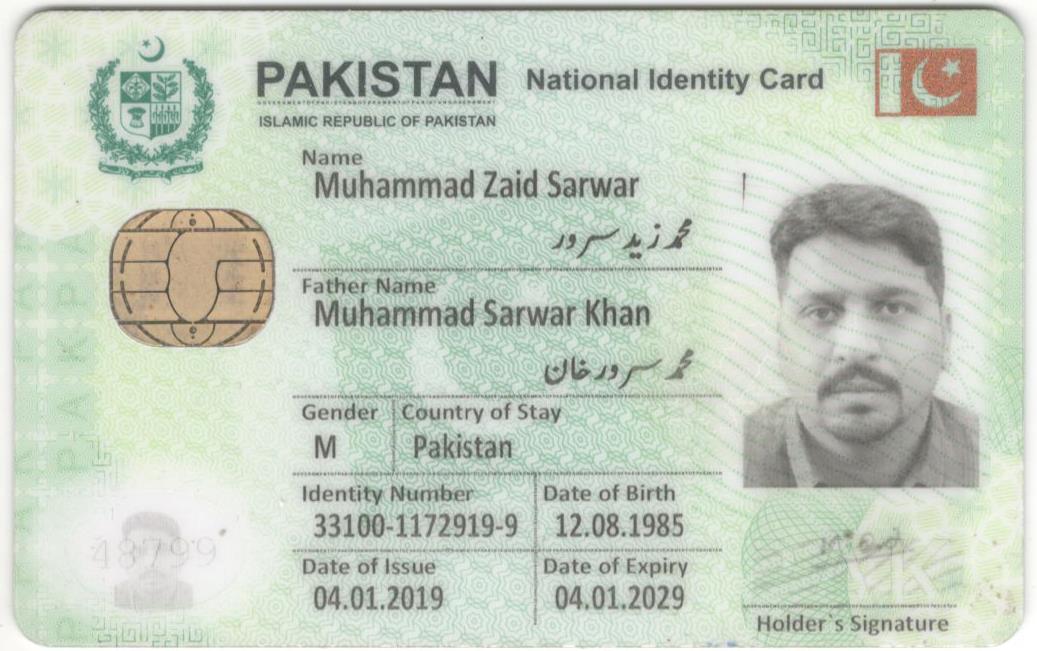 PAKISTAN National Identity Card
ISLAMIC REPUBLIC OF PAKISTAN
Name
Muhammad Zaid Sarwar
محمد زید سرور
Father Name
Muhammad Sarwar Khan
محمد سرور خان
Gender Country of Stay
M Pakistan
Identity Number Date of Birth
33100-1172919-9 12.08.1985
Date of Issue Date of Expiry
04.01.2019 04.01.2029
48799
Holder`s Signature